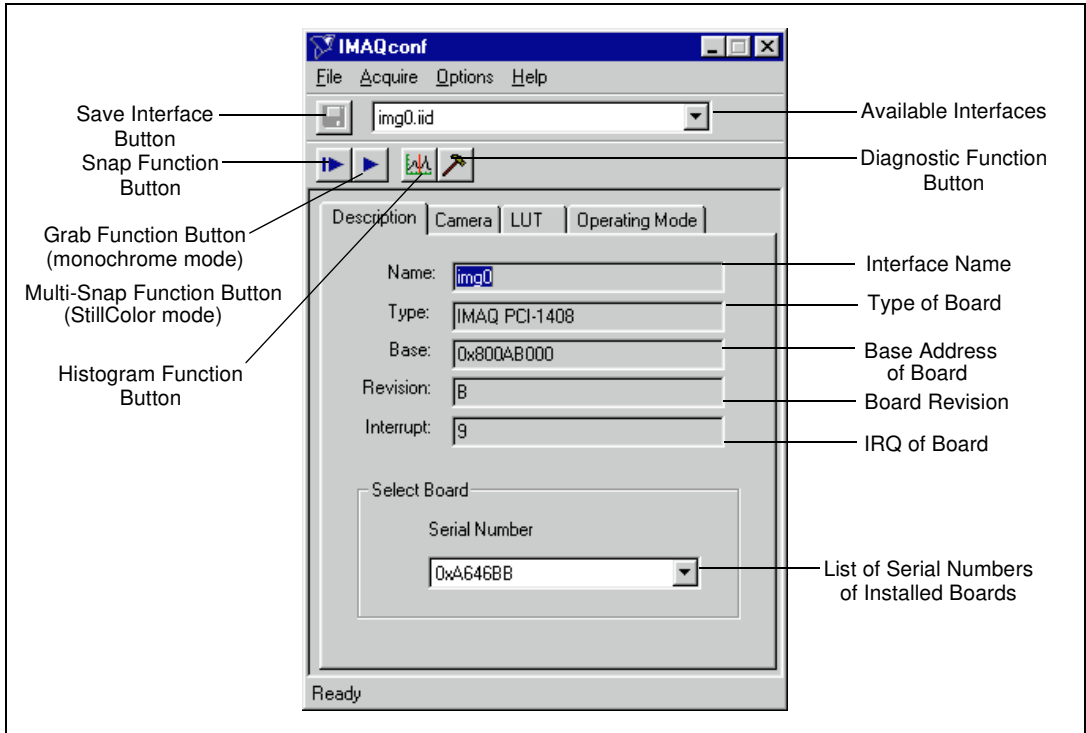 IMAQconf
File Acquire Options Help
Save Interface
Button
img0.iid
Available Interfaces
Snap Function
Button
Diagnostic Function
Button
Grab Function Button
(monochrome mode)
Multi-Snap Function Button
(StillColor mode)
Histogram Function
Button
Description Camera LUT Operating Mode
Name: img0
Interface Name
Type: IMAQ PCI-1408
Type of Board
Base: 0x800AB000
Base Address
of Board
Revision: B
Board Revision
Interrupt: 9
IRQ of Board
Select Board
Serial Number
0xA646BB
List of Serial Numbers
of Installed Boards
Ready